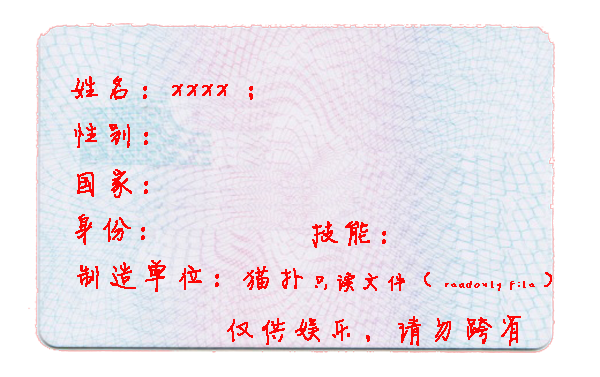 姓名：xxxx；
性别：
国家：
身份： 技能：
制造单位：猫扑只读文件（readonly file）
仅供娱乐，请勿跨省